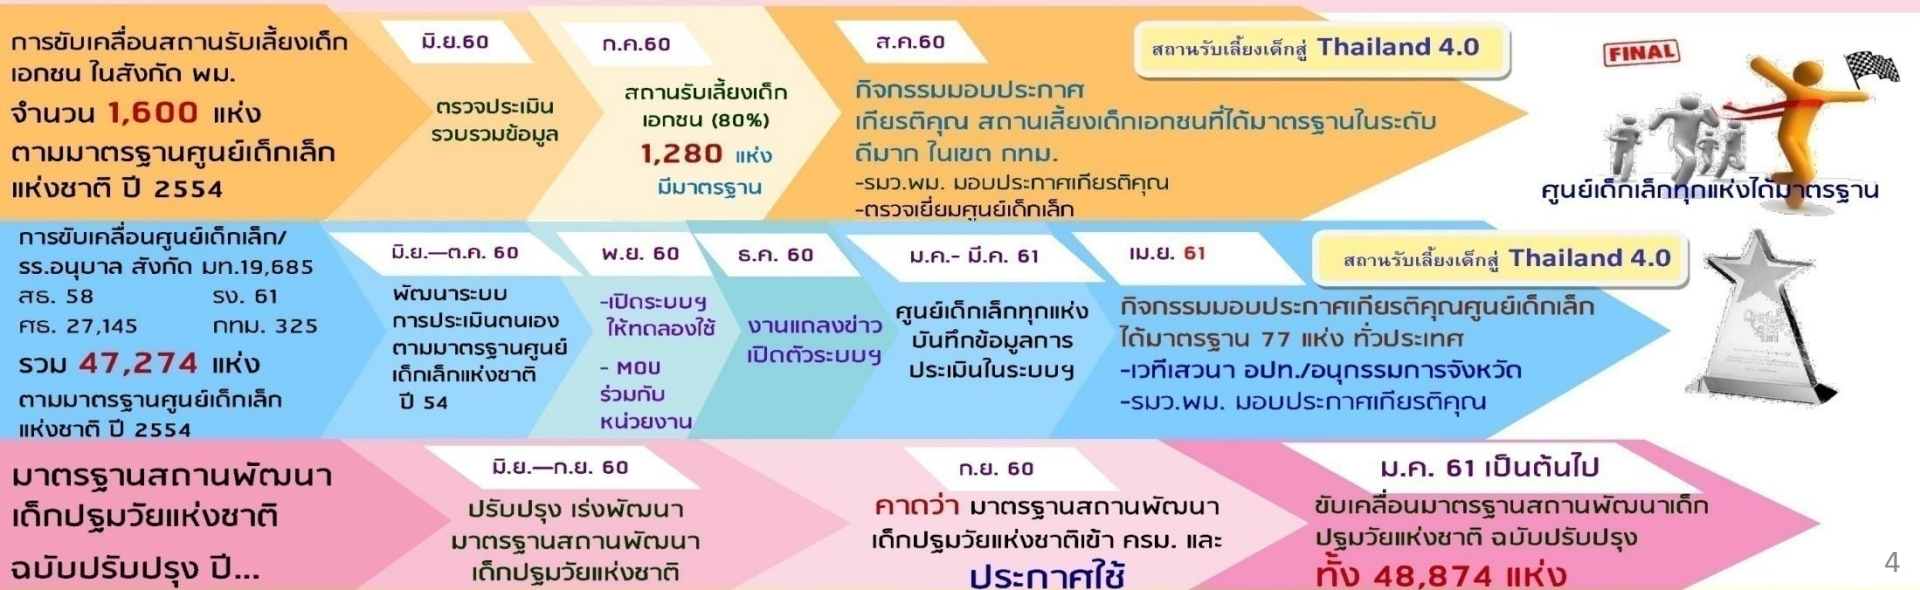 การขับเคลื่อนสถานรับเลี้ยงเด็ก
เอกชน ในสังกัด พม.
จำนวน 1,600 แห่ง
ตามมาตรฐานศูนย์เด็กเล็ก
แห่งชาติ ปี 2554
มิ.ย.60
ตรวจประเมิน
รวบรวมข้อมูล
ก.ค.60
สถานรับเลี้ยงเด็ก
เอกชน (80%)
1,280 แห่ง
มีมาตรฐาน
ส.ค.60
กิจกรรมมอบประกาศ
เกียรติคุณ สถานเลี้ยงเด็กเอกชนที่ได้มาตรฐานในระดับ
ดีมาก ในเขต กทม.
-รมว.พม. มอบประกาศเกียรติคุณ
-ตรวจเยี่ยมศูนย์เด็กเล็ก
สถานรับเลี้ยงเด็กสู่ Thailand 4.0
FINAL
ศูนย์เด็กเล็กทุกแห่งได้มาตรฐาน
การขับเคลื่อนศูนย์เด็กเล็ก/
รร.อนุบาล สังกัด มท.19,685
สธ. 58 รง. 61
ศธ. 27,145 กทม. 325
รวม 47,274 แห่ง
ตามมาตรฐานศูนย์เด็กเล็ก
แห่งชาติ ปี 2554
มิ.ย.—ต.ค. 60
พัฒนาระบบ
การประเมินตนเอง
ตามมาตรฐานศูนย์
เด็กเล็กแห่งชาติ
ปี 54
พ.ย. 60
-เปิดระบบฯ
ให้ทดลองใช้
- MOU
ร่วมกับ
หน่วยงาน
ธ.ค. 60
งานแถลงข่าว
เปิดตัวระบบฯ
ม.ค.- มี.ค. 61
ศูนย์เด็กเล็กทุกแห่ง
บันทึกข้อมูลการ
ประเมินในระบบฯ
เม.ย. 61
กิจกรรมมอบประกาศเกียรติคุณศูนย์เด็กเล็ก
ได้มาตรฐาน 77 แห่ง ทั่วประเทศ
-เวทีเสวนา อปท./อนุกรรมการจังหวัด
-รมว.พม. มอบประกาศเกียรติคุณ
สถานรับเลี้ยงเด็กสู่ Thailand 4.0
มาตรฐานสถานพัฒนา
เด็กปฐมวัยแห่งชาติ
ฉบับปรับปรุง ปี...
มิ.ย.—ก.ย. 60
ปรับปรุง เร่งพัฒนา
มาตรฐานสถานพัฒนา
เด็กปฐมวัยแห่งชาติ
ก.ย. 60
คาดว่า มาตรฐานสถานพัฒนา
เด็กปฐมวัยแห่งชาติเข้า ครม. และ
ประกาศใช้
ม.ค. 61 เป็นต้นไป
ขับเคลื่อนมาตรฐานสถานพัฒนาเด็ก
ปฐมวัยแห่งชาติ ฉบับปรับปรุง
ทั้ง 48,874 แห่ง
4